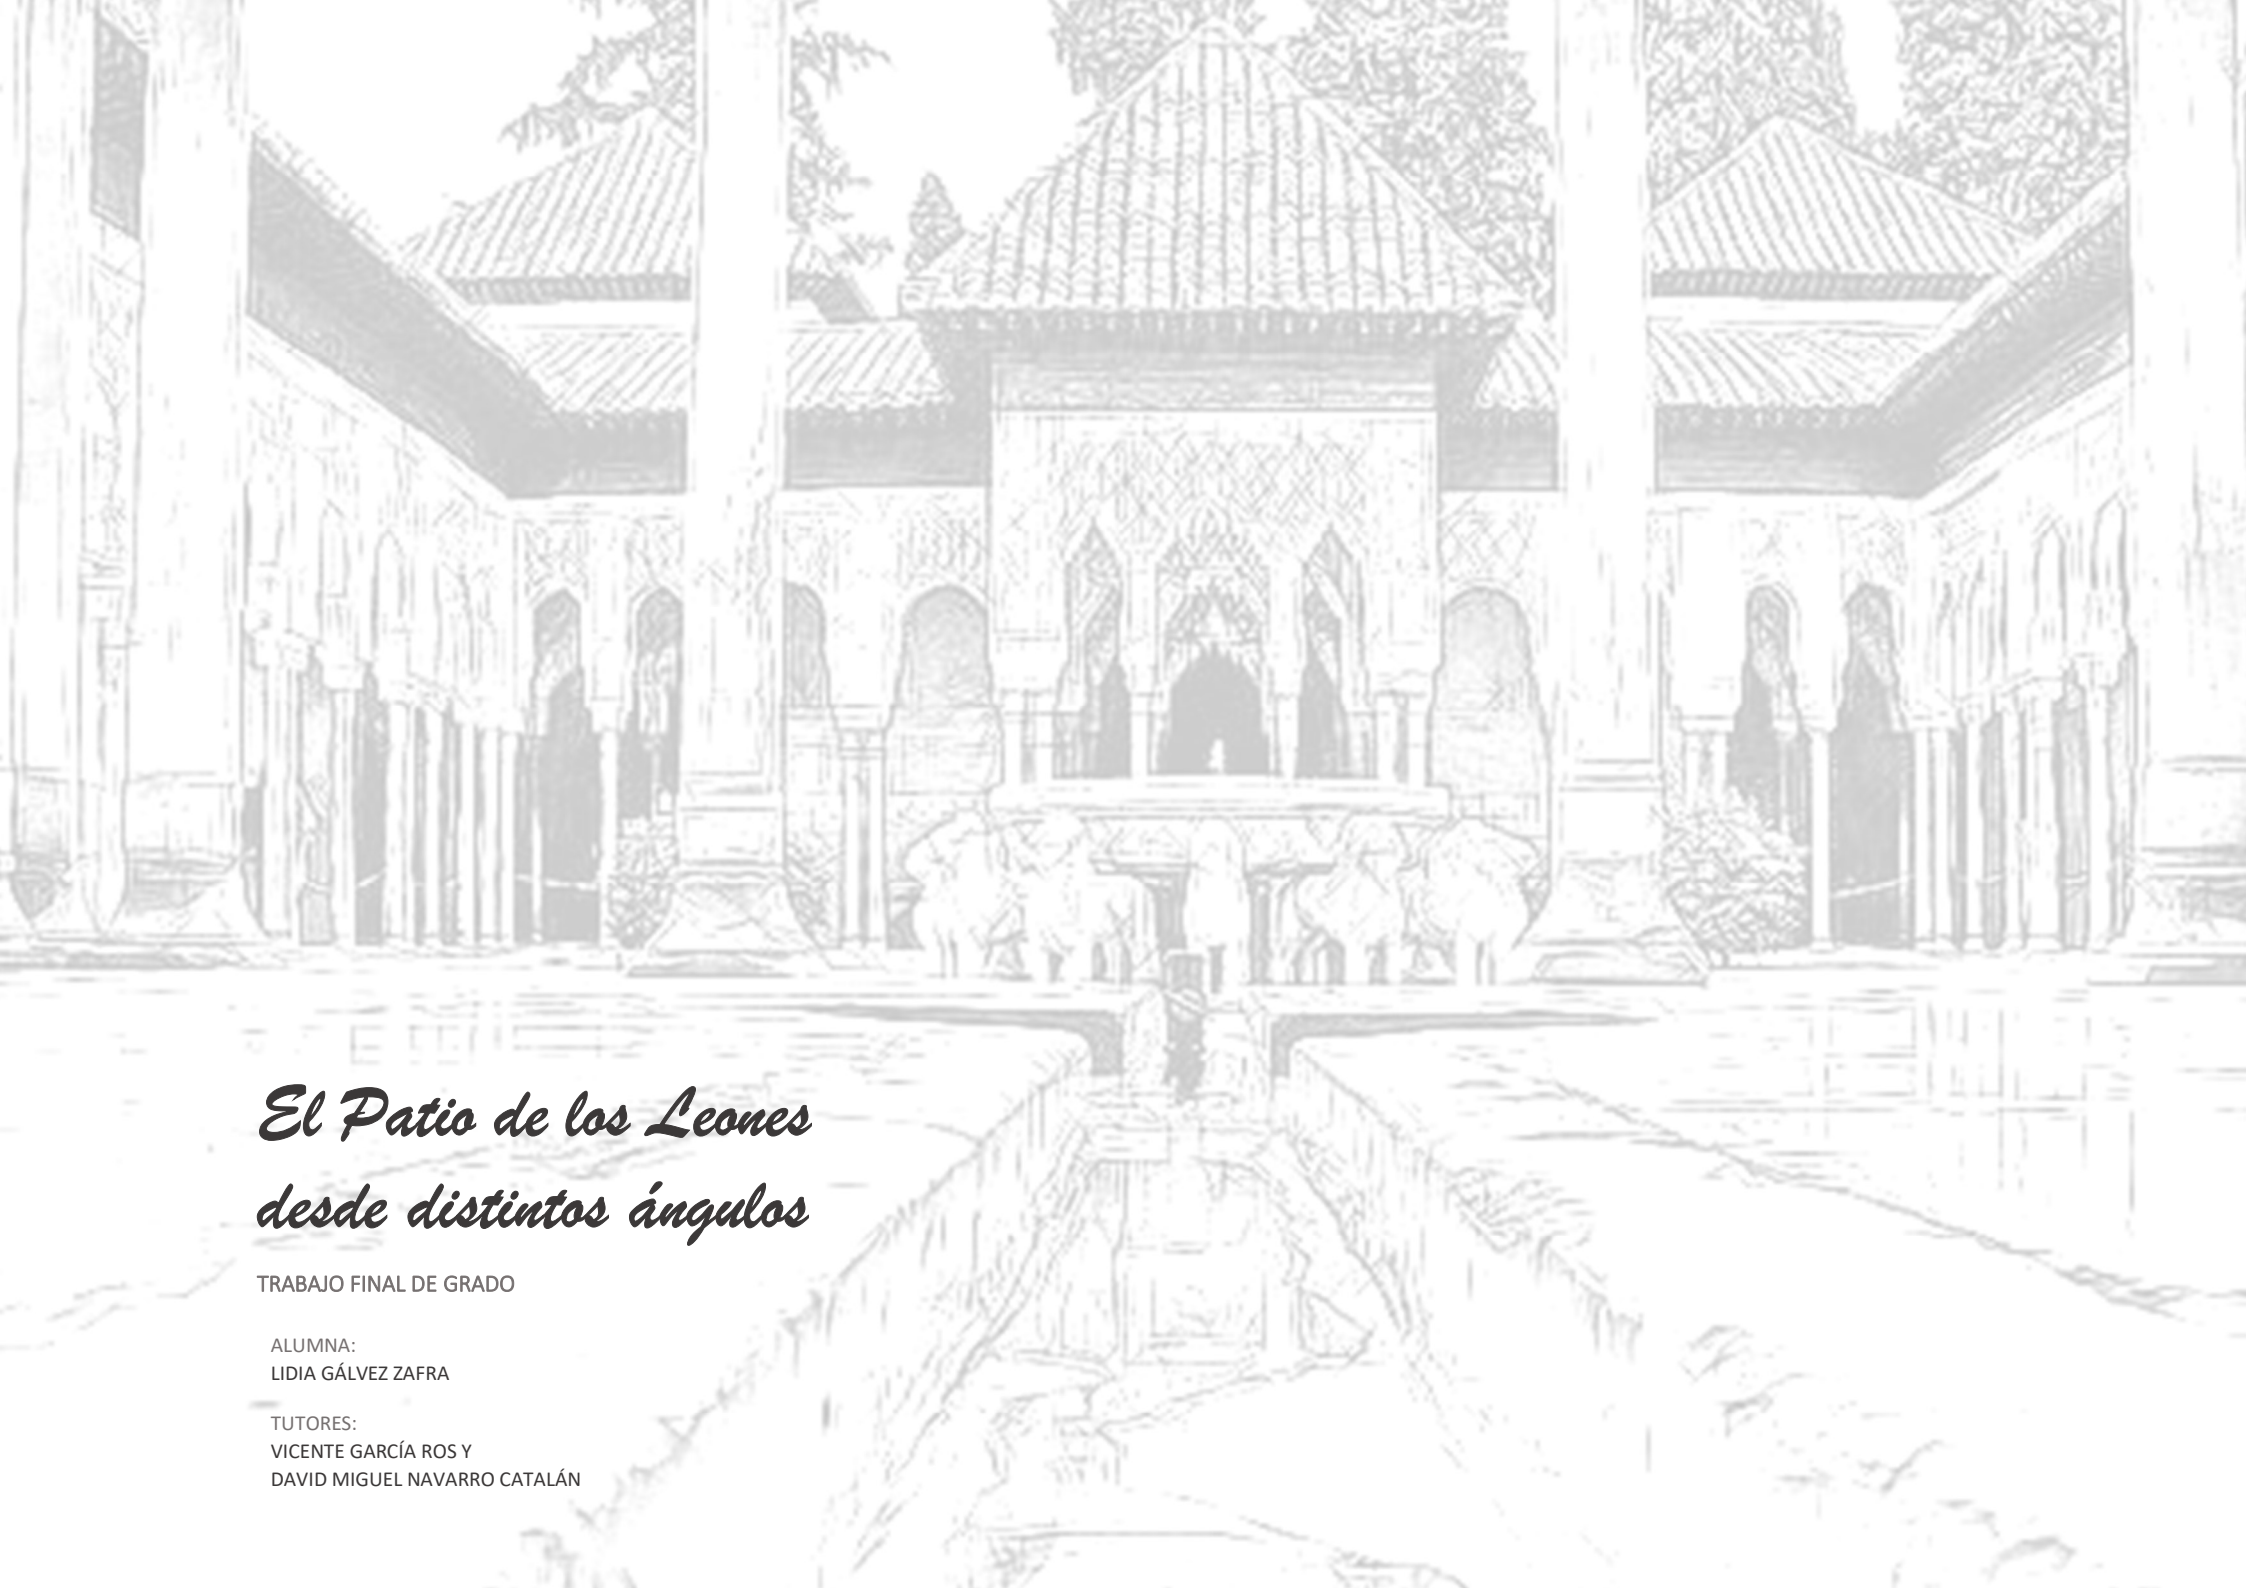 El Patio de los Leones
desde distintos ángulos
TRABAJO FINAL DE GRADO
ALUMNA:
LIDIA GÁLVEZ ZAFRA
TUTORES:
VICENTE GARCÍA ROS Y
DAVID MIGUEL NAVARRO CATALÁN